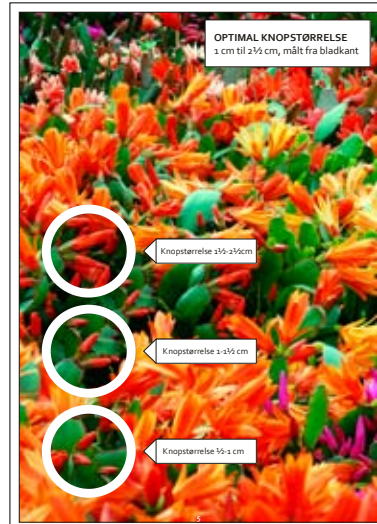 OPTIMAL KNOPSTØRRELSE
1 cm til 2½ cm, målt fra bladkant
Knopstørrelse 1½-2½cm
Knopstørrelse 1-1½ cm
Knopstørrelse ½-1 cm
5